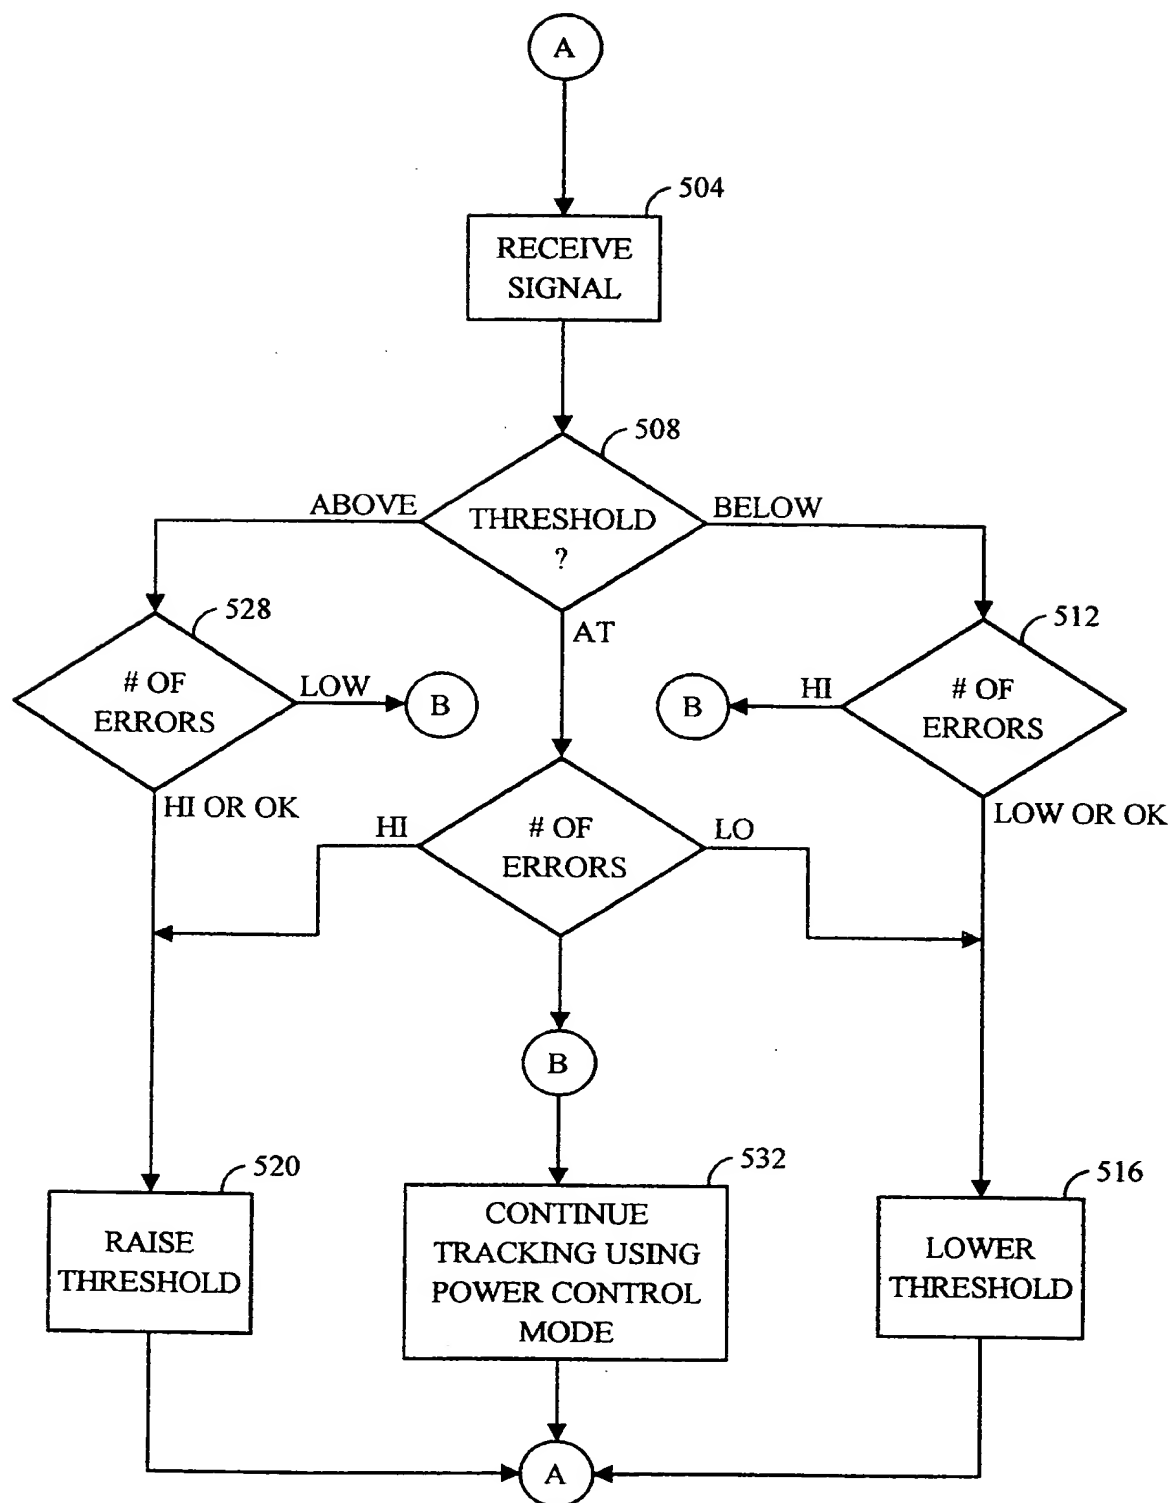 A
504
RECEIVE
SIGNAL
508
ABOVE
THRESHOLD
?
BELOW
AT
528
# OF
ERRORS
LOW
B
HI OR OK
512
B
HI
# OF
ERRORS
LOW OR OK
HI
# OF
ERRORS
LO
B
520
RAISE
THRESHOLD
532
CONTINUE
TRACKING USING
POWER CONTROL
MODE
516
LOWER
THRESHOLD
A